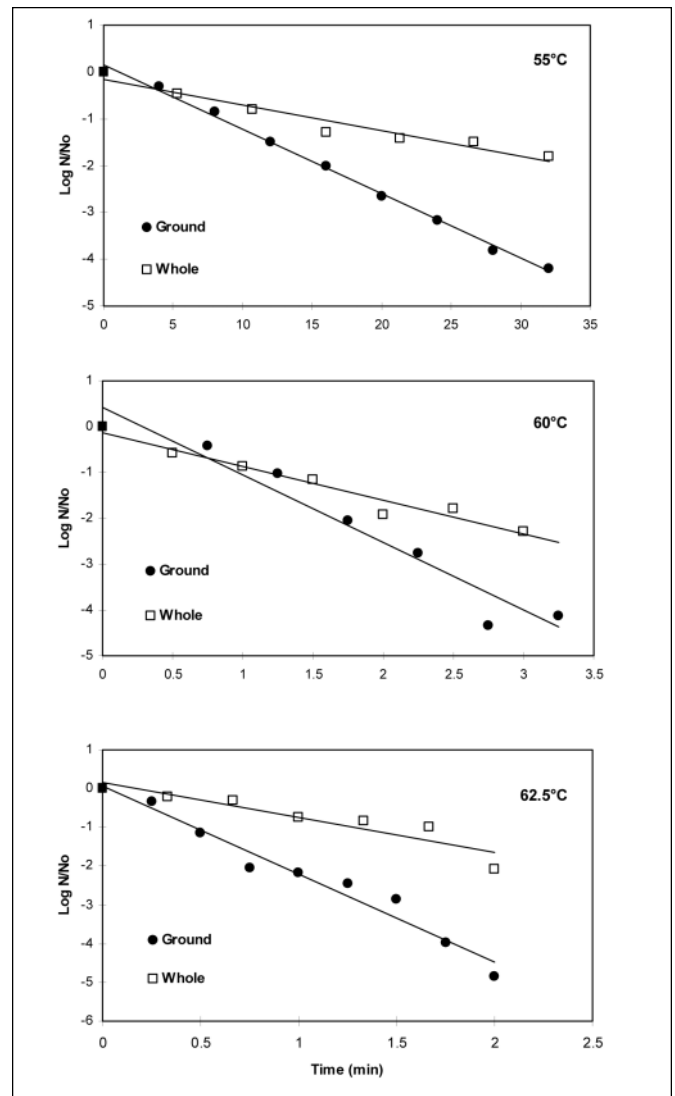 55°C
1
0
-1
-2
-3
-4
-5
Log N/No
Ground
Whole
0 5 10 15 20 25 30 35
60°C
1
0
-1
-2
-3
-4
-5
Log N/No
Ground
Whole
0 0.5 1 1.5 2 2.5 3 3.5
62.5°C
1
0
-1
-2
-3
-4
-5
-6
Log N/No
Ground
Whole
0 0.5 1 1.5 2 2.5
Time (min)